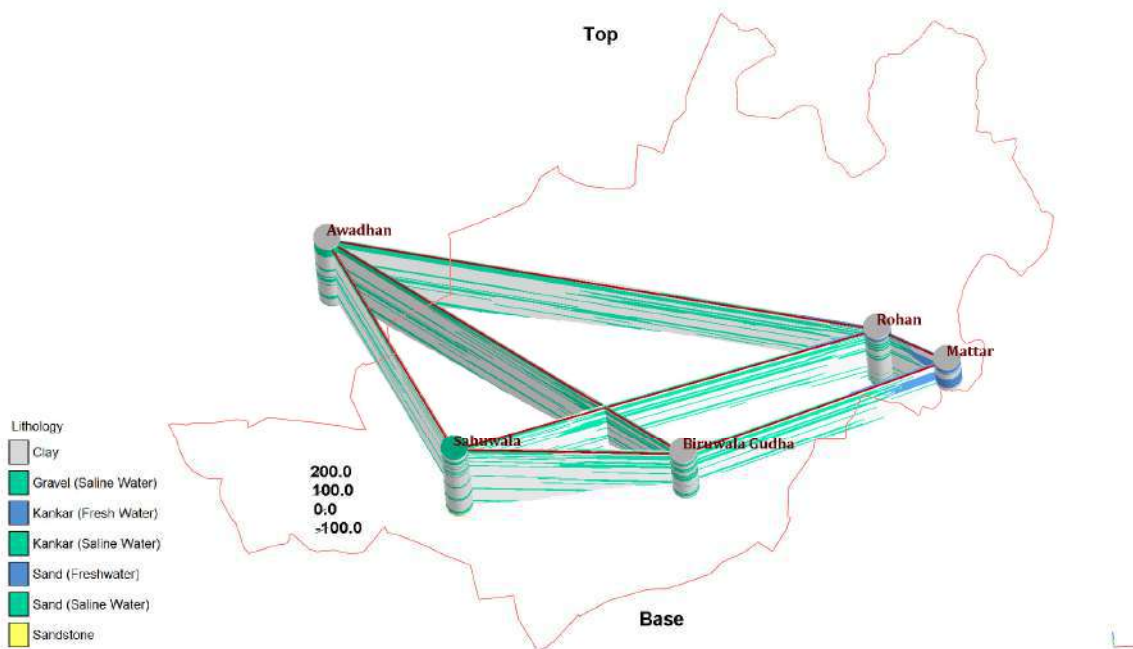 Top
Awadhan
Rohan
Mattar
Sahuwala
Biruwala Gudha
Lithology
Clay
Gravel (Saline Water)
Kankar (Fresh Water)
Kankar (Saline Water)
Sand (Freshwater)
Sand (Saline Water)
Sandstone
200.0
100.0
0.0
-100.0
Base